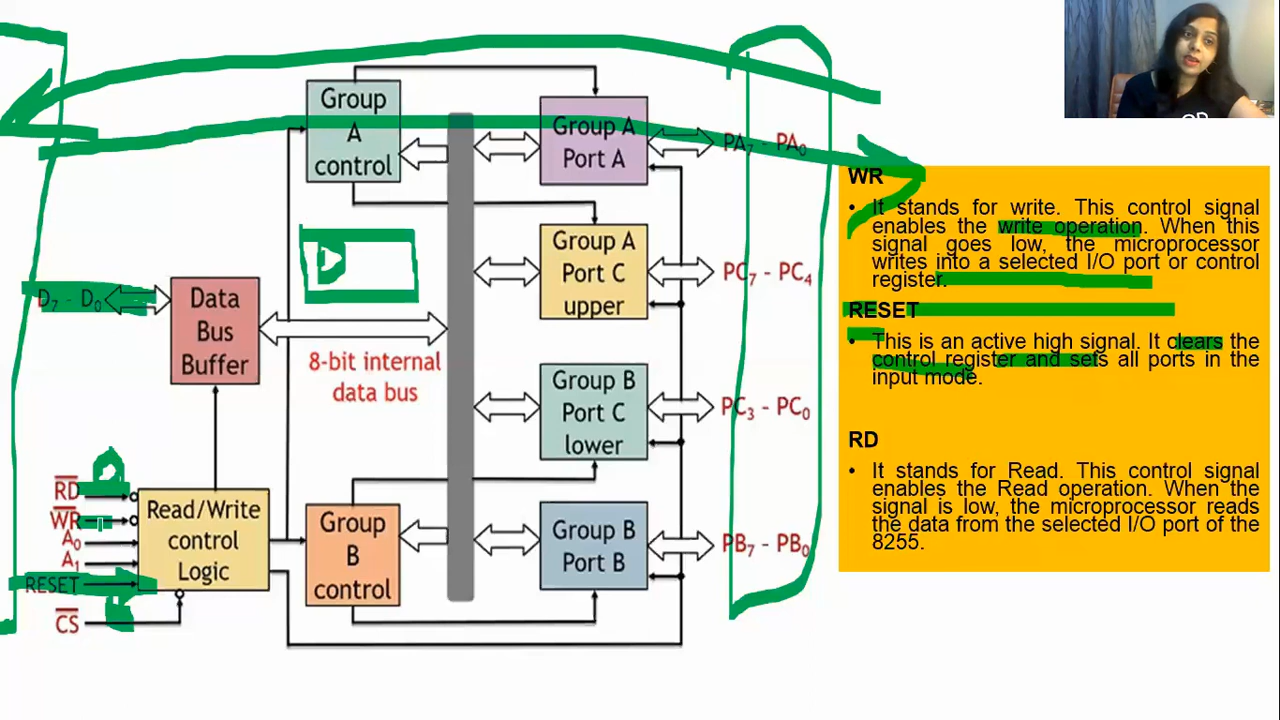 Group
A
control
Group A
Port A
PA7 - PA0
Group A
Port C
upper
PC7 - PC4
D7 - D0
Data
Bus
Buffer
8-bit internal
data bus
Group B
Port C
lower
PC3 - PC0
RD
WR
A0
A1
RESET
CS
Read/Write
control
Logic
Group
B
control
Group B
Port B
PB7 - PB0
D
WR
• It stands for write. This control signal
enables the write operation. When this
signal goes low, the microprocessor
writes into a selected I/O port or control
register.
RESET
• This is an active high signal. It clears the
control register and sets all ports in the
input mode.
RD
• It stands for Read. This control signal
enables the Read operation. When the
signal is low, the microprocessor reads
the data from the selected I/O port of the
8255.